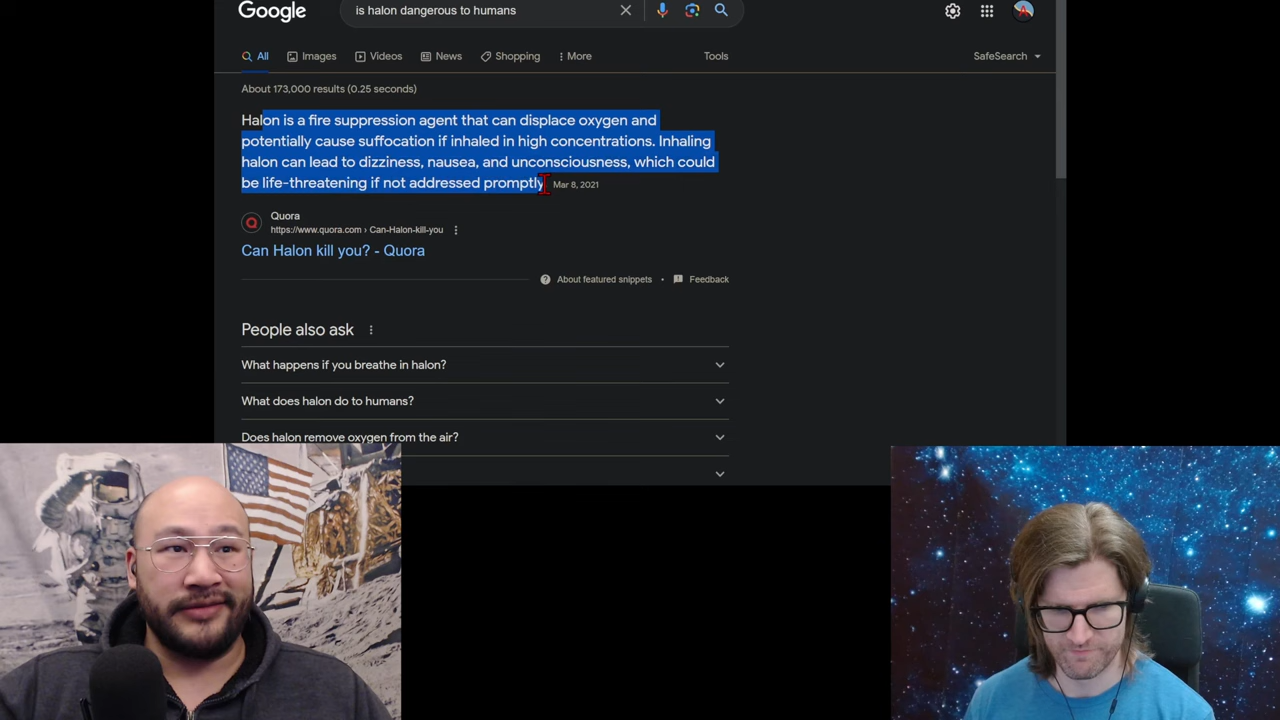 Google
is halon dangerous to humans
All Images Videos News Shopping More Tools SafeSearch
About 173,000 results (0.25 seconds)
Halon is a fire suppression agent that can displace oxygen and
potentially cause suffocation if inhaled in high concentrations. Inhaling
halon can lead to dizziness, nausea, and unconsciousness, which could
be life-threatening if not addressed promptly Mar 8, 2021
Quora
https://www.quora.com › Can-Halon-kill-you
Can Halon kill you? - Quora
About featured snippets • Feedback
People also ask
What happens if you breathe in halon?
What does halon do to humans?
Does halon remove oxygen from the air?